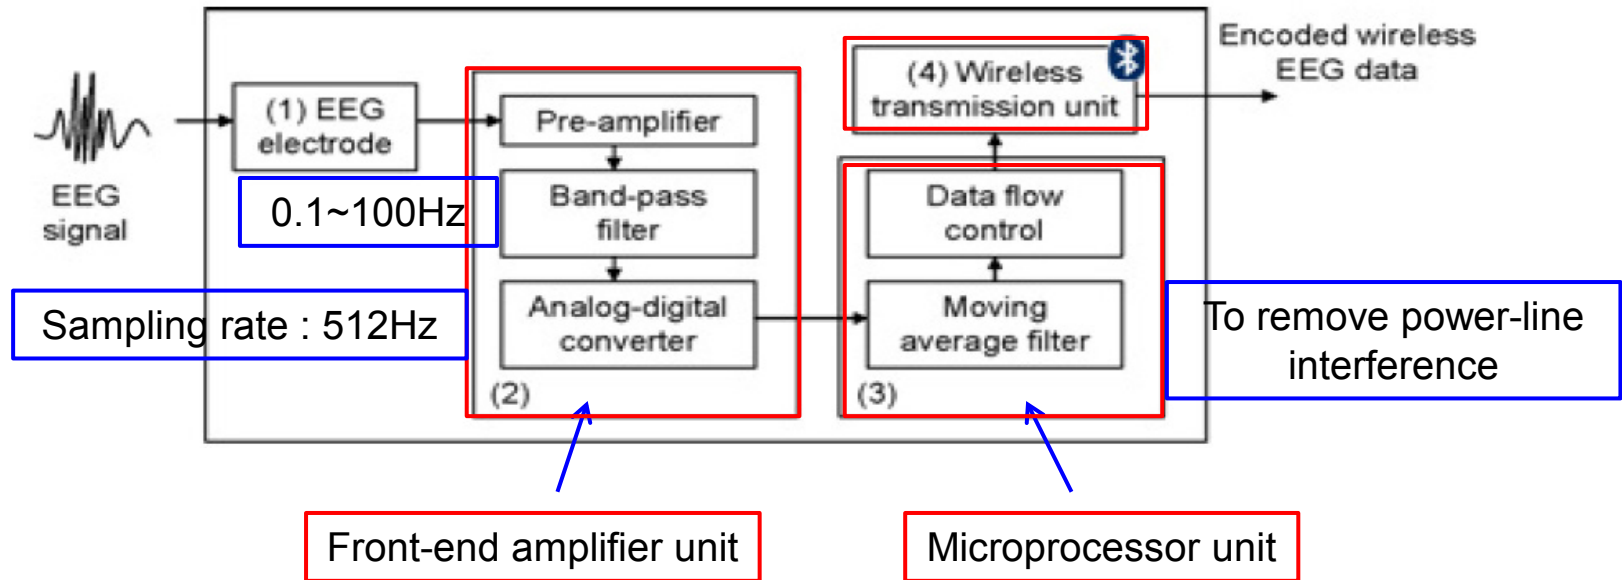 EEG
signal
(1) EEG
electrode
0.1~100Hz
Sampling rate : 512Hz
Pre-amplifier
Band-pass
filter
Analog-digital
converter
(2)
(4) Wireless
transmission unit
Data flow
control
Moving
average filter
(3)
Encoded wireless
EEG data
To remove power-line
interference
Front-end amplifier unit
Microprocessor unit